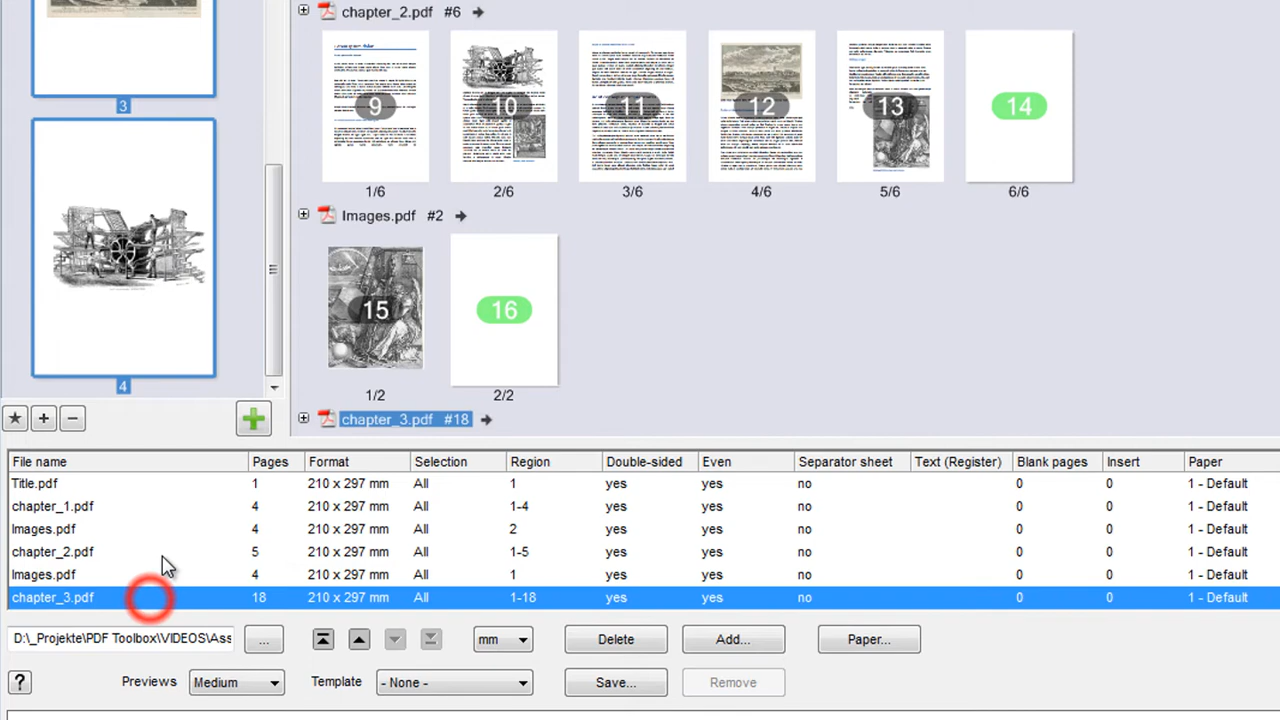 chapter_2.pdf #6
9 10 11 12 13 14
1/6 2/6 3/6 4/6 5/6 6/6
3
Images.pdf #2
15 16
1/2 2/2
4
chapter_3.pdf #18
File name Pages Format Selection Region Double-sided Even Separator sheet Text (Register) Blank pages Insert Paper
Title.pdf 1 210 x 297 mm All 1 yes yes no 0 0 1 - Default
chapter_1.pdf 4 210 x 297 mm All 1-4 yes yes no 0 0 1 - Default
Images.pdf 4 210 x 297 mm All 2 yes yes no 0 0 1 - Default
chapter_2.pdf 5 210 x 297 mm All 1-5 yes yes no 0 0 1 - Default
Images.pdf 4 210 x 297 mm All 1 yes yes no 0 0 1 - Default
chapter_3.pdf 18 210 x 297 mm All 1-18 yes yes no 0 0 1 - Default
D:\_Projekte\PDF Toolbox\VIDEOS\Ass ... mm Delete Add... Paper...
? Previews Medium Template - None - Save... Remove